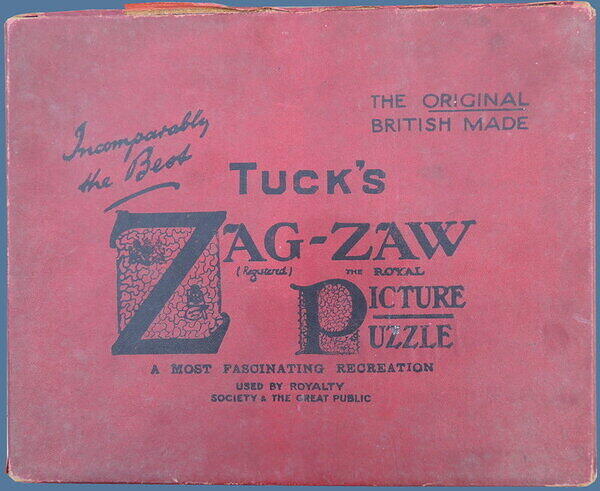 Incomparably
the Best
THE ORIGINAL
BRITISH MADE
TUCK'S
ZAG-ZAW
(Registered)
THE ROYAL
PICTURE
PUZZLE
A MOST FASCINATING RECREATION
USED BY ROYALTY
SOCIETY & THE GREAT PUBLIC